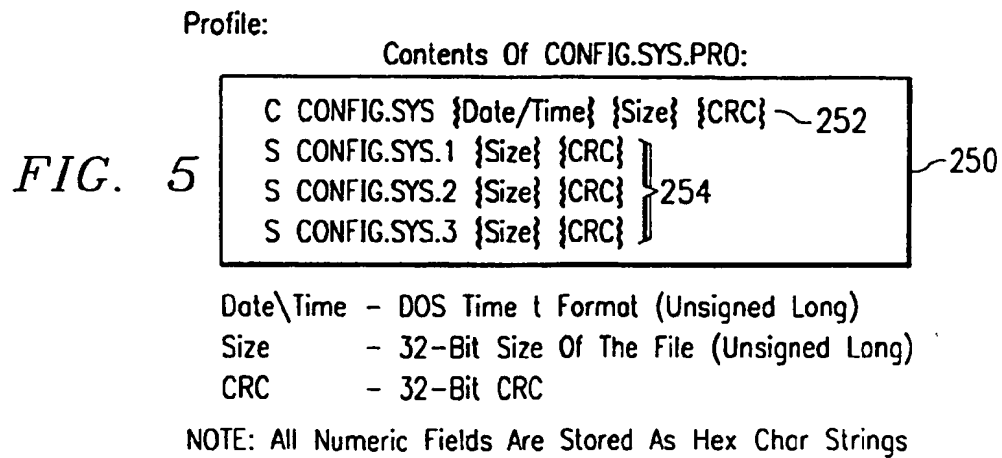 Profile:
Contents Of CONFIG.SYS.PRO:
C CONFIG.SYS {Date/Time} {Size} {CRC} 252
S CONFIG.SYS.1 {Size} {CRC}
S CONFIG.SYS.2 {Size} {CRC} 254
S CONFIG.SYS.3 {Size} {CRC}
250
FIG. 5
Date\Time - DOS Time t Format (Unsigned Long)
Size - 32-Bit Size Of The File (Unsigned Long)
CRC - 32-Bit CRC
NOTE: All Numeric Fields Are Stored As Hex Char Strings